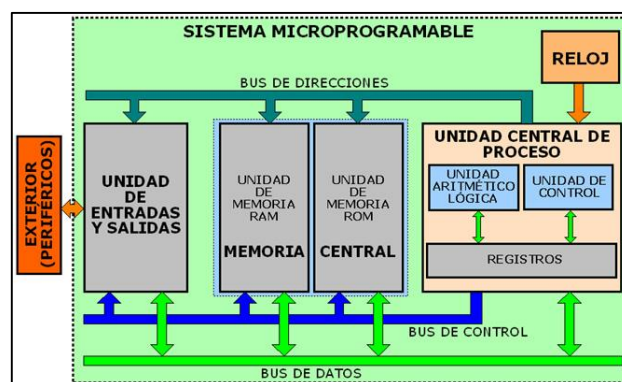 SISTEMA MICROPROGRAMABLE
RELOJ
BUS DE DIRECCIONES
EXTERIOR
(PERIFÉRICOS)
UNIDAD
DE
ENTRADAS
Y SALIDAS
UNIDAD
DE
MEMORIA
RAM
MEMORIA
UNIDAD
DE
MEMORIA
ROM
CENTRAL
UNIDAD CENTRAL DE
PROCESO
UNIDAD
ARITMÉTICO
LÓGICA
UNIDAD DE
CONTROL
REGISTROS
BUS DE CONTROL
BUS DE DATOS